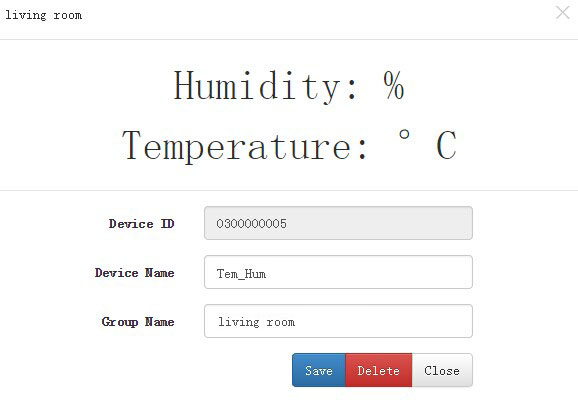 living room
Humidity: %
Temperature: ° C
Device ID 0300000005
Device Name Tem_Hum
Group Name living room
Save Delete Close